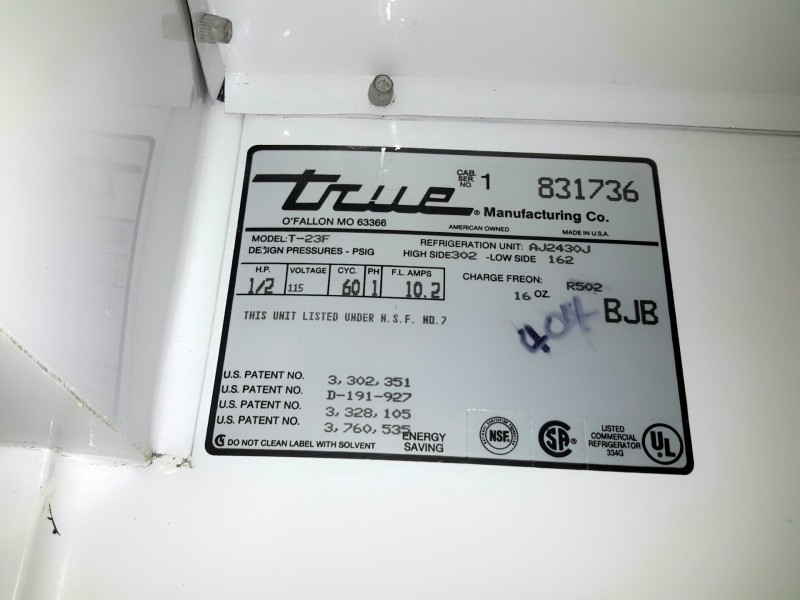 true® CAB. SER. NO. 1 831736
Manufacturing Co.
O'FALLON MO 63366 AMERICAN OWNED MADE IN U.S.A.
MODEL: T-23F REFRIGERATION UNIT: AJ2430J
DESIGN PRESSURES - PSIG HIGH SIDE 302 -LOW SIDE 162
H.P. VOLTAGE CYC. PH F.L. AMPS
1/2 115 60 1 10.2
CHARGE FREON: R502
16 OZ.
BJB
THIS UNIT LISTED UNDER N.S.F. NO.7
U.S. PATENT NO. 3,302,351
U.S. PATENT NO. D-191-927
U.S. PATENT NO. 3,328,105
U.S. PATENT NO. 3,760,535
DO NOT CLEAN LABEL WITH SOLVENT
ENERGY
SAVING
NSF
SA
LISTED
COMMERCIAL
REFRIGERATOR
334G
UL